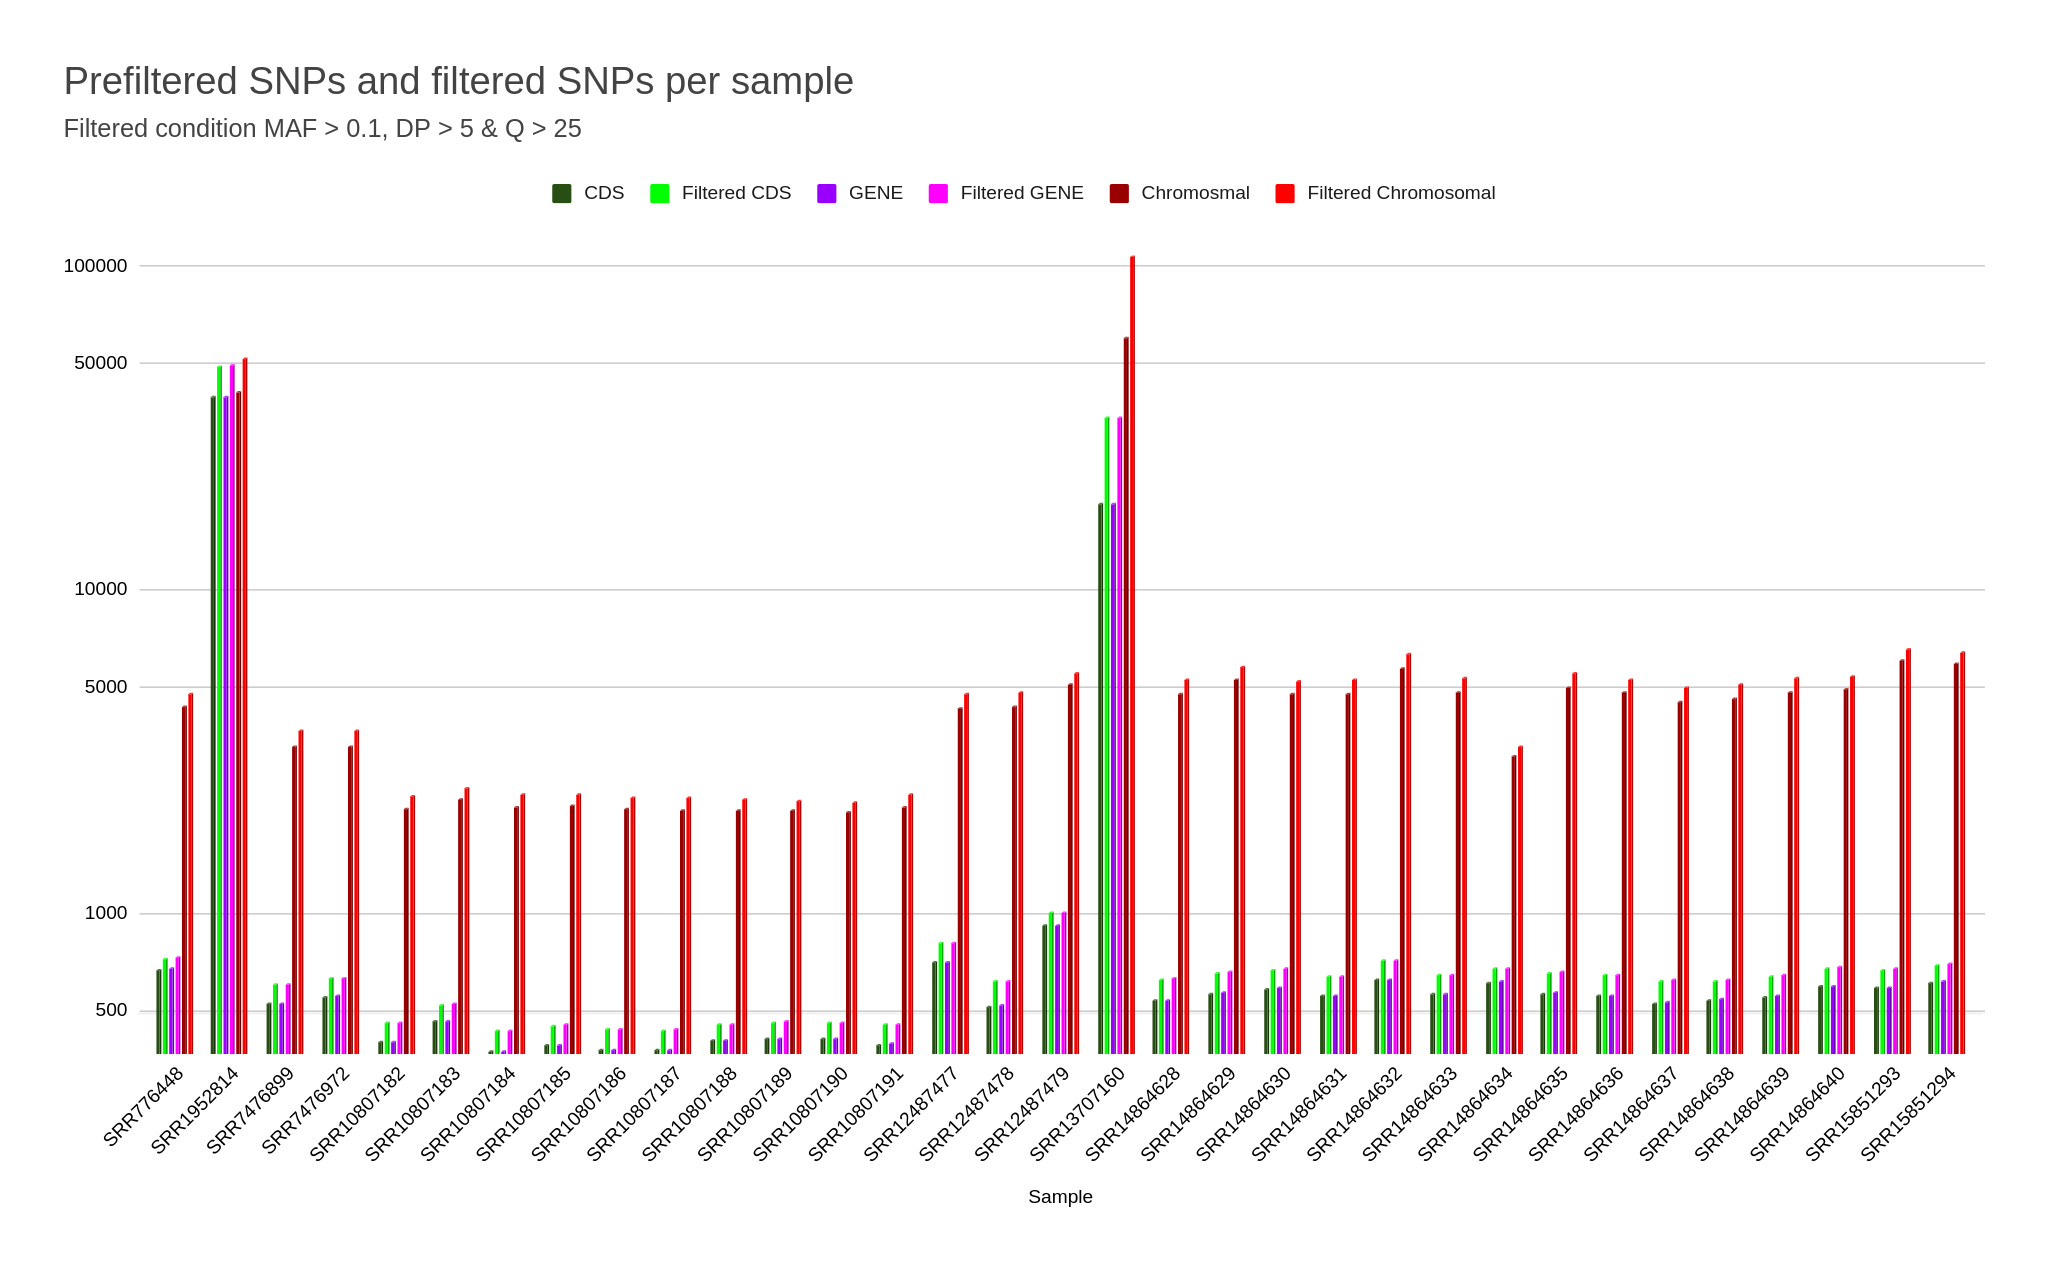 Prefiltered SNPs and filtered SNPs per sample
Filtered condition MAF > 0.1, DP > 5 & Q > 25
CDS Filtered CDS GENE Filtered GENE Chromosmal Filtered Chromosomal
100000
50000
10000
5000
1000
500
SRR776448
SRR1952814
SRR7476899
SRR7476972
SRR10807182
SRR10807183
SRR10807184
SRR10807185
SRR10807186
SRR10807187
SRR10807188
SRR10807189
SRR10807190
SRR10807191
SRR12487477
SRR12487478
SRR12487479
SRR13707160
SRR14864628
SRR14864629
SRR14864630
SRR14864631
SRR14864632
SRR14864633
SRR14864634
SRR14864635
SRR14864636
SRR14864637
SRR14864638
SRR14864639
SRR14864640
SRR15851293
SRR15851294
Sample